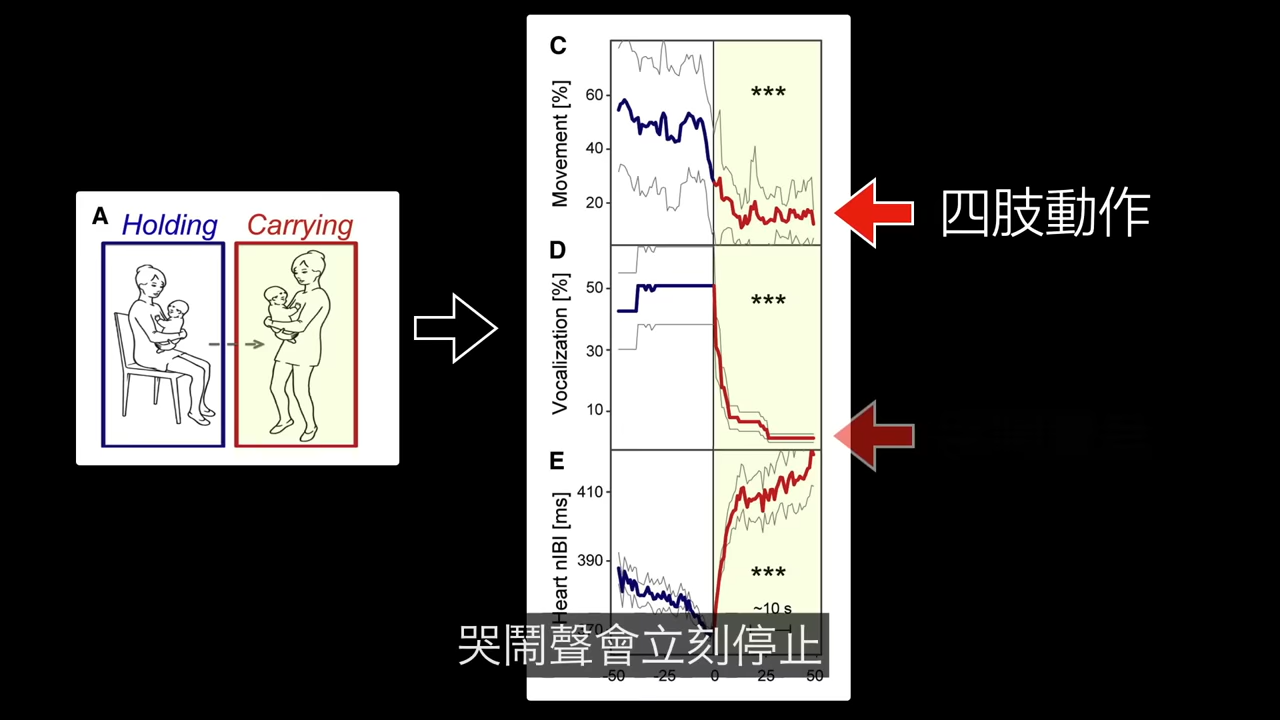 A
Holding
Carrying
C
Movement [%]
60
40
20
***
四肢動作
D
Vocalization [%]
50
30
10
***
E
Heart nIBI [ms]
410
390
***
~10 s
哭鬧聲會立刻停止
-50
-25
0
25
50